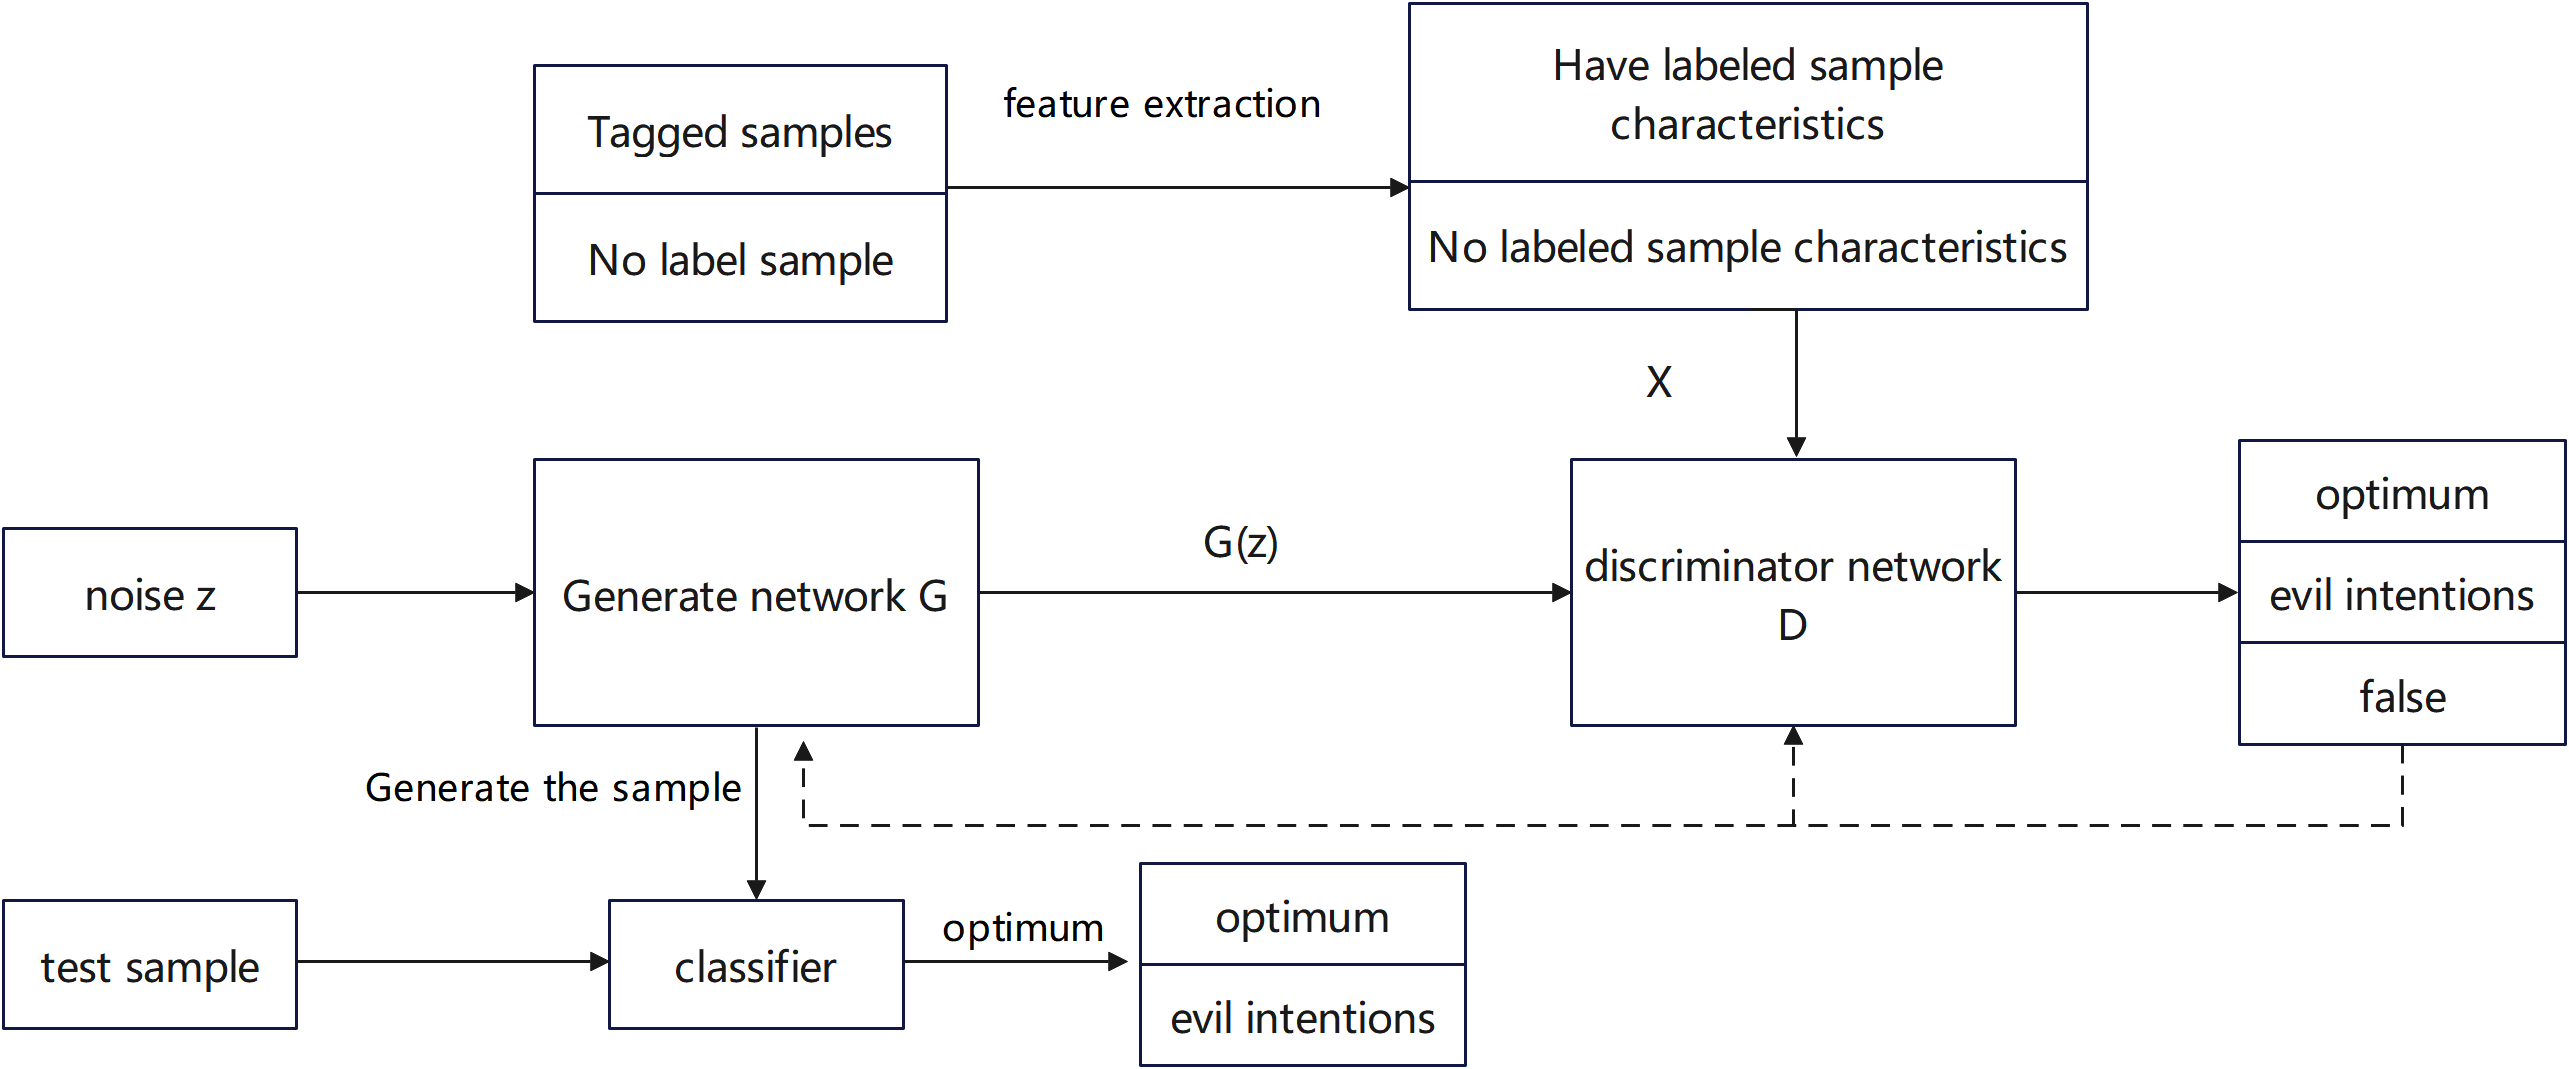 Tagged samples
No label sample
feature extraction
Have labeled sample
characteristics
No labeled sample characteristics
X
noise z
Generate network G
G(z)
discriminator network
D
optimum
evil intentions
false
Generate the sample
test sample
classifier
optimum
optimum
evil intentions